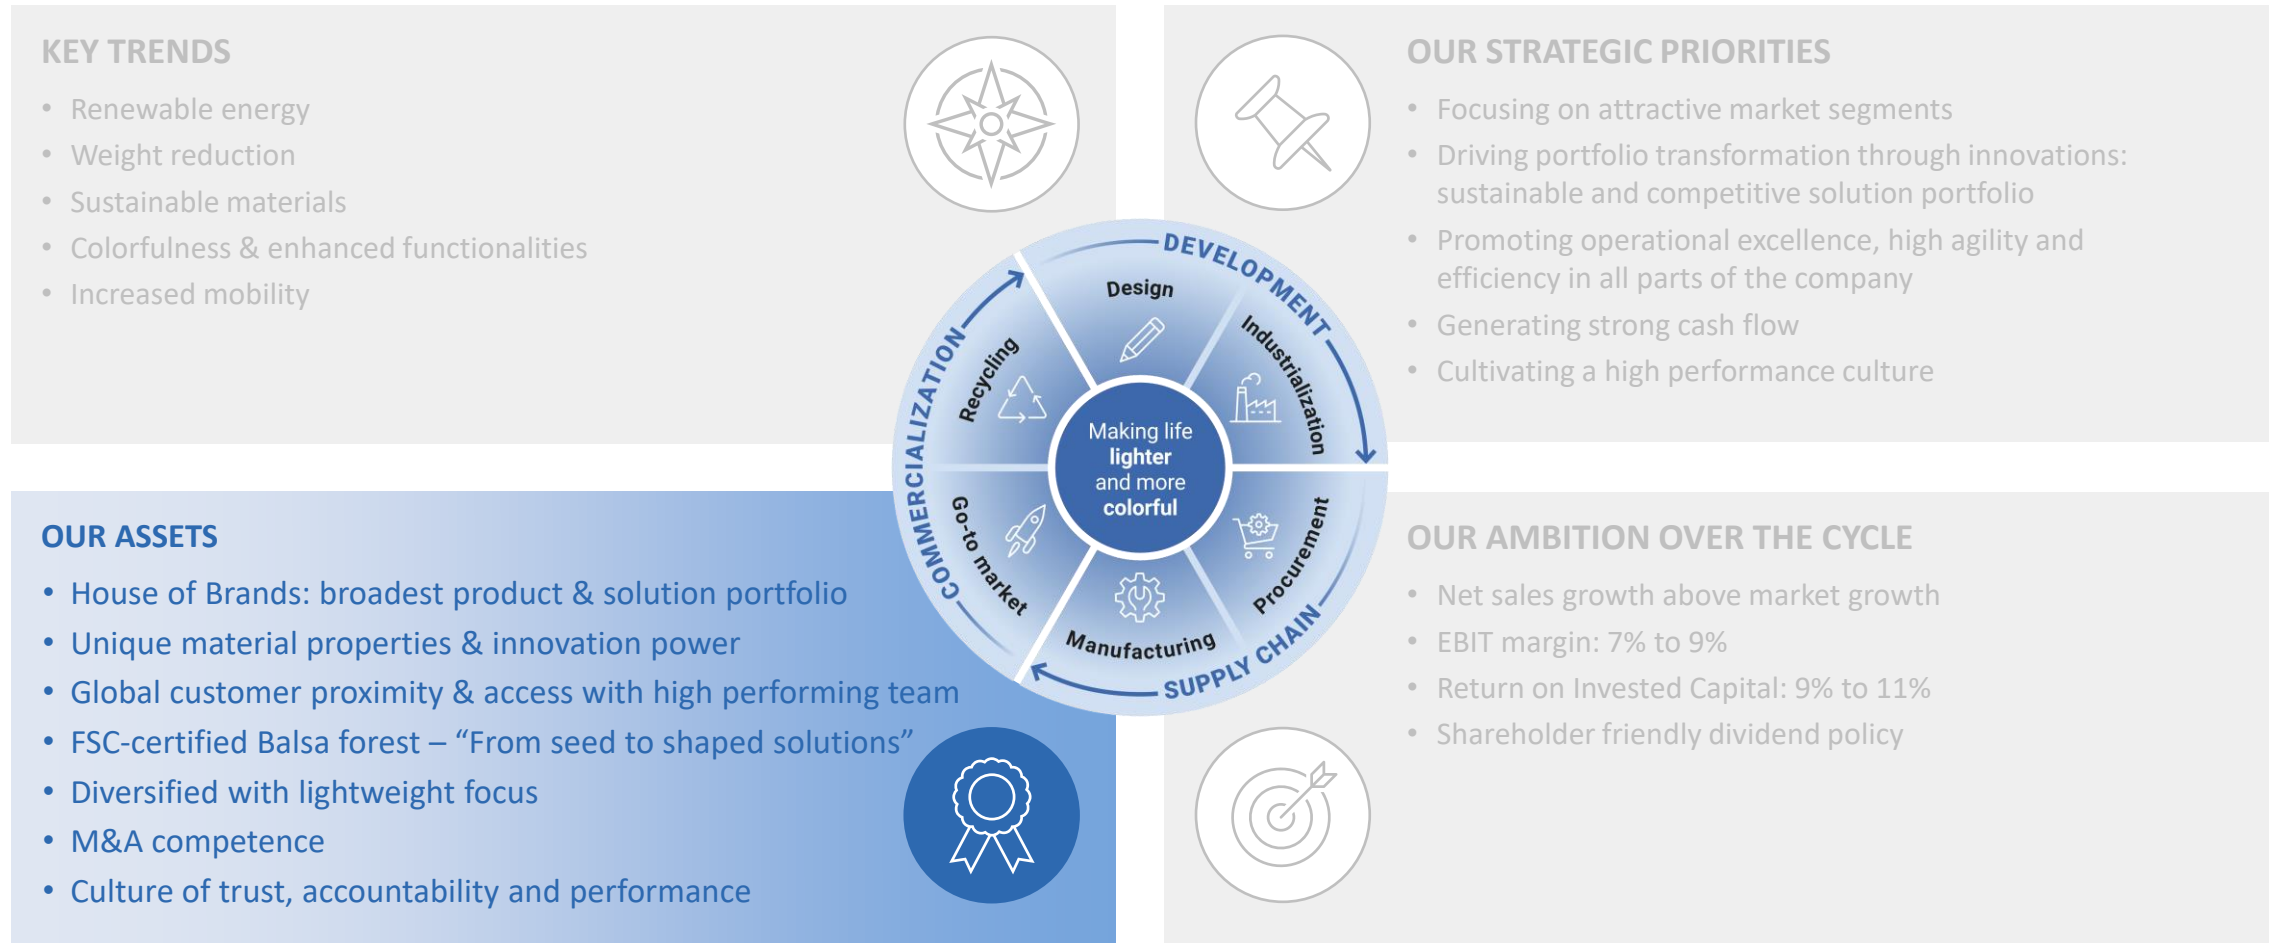 KEY TRENDS
• Renewable energy
• Weight reduction
• Sustainable materials
• Colorfulness & enhanced functionalities
• Increased mobility
OUR STRATEGIC PRIORITIES
• Focusing on attractive market segments
• Driving portfolio transformation through innovations:
sustainable and competitive solution portfolio
• Promoting operational excellence, high agility and
efficiency in all parts of the company
• Generating strong cash flow
• Cultivating a high performance culture
DEVELOPMENT
Design
Industrialization
SUPPLY CHAIN
Procurement
Manufacturing
COMMERCIALIZATION
Go-to market
Recycling
Making life
lighter
and more
colorful
OUR ASSETS
• House of Brands: broadest product & solution portfolio
• Unique material properties & innovation power
• Global customer proximity & access with high performing team
• FSC-certified Balsa forest – “From seed to shaped solutions”
• Diversified with lightweight focus
• M&A competence
• Culture of trust, accountability and performance
OUR AMBITION OVER THE CYCLE
• Net sales growth above market growth
• EBIT margin: 7% to 9%
• Return on Invested Capital: 9% to 11%
• Shareholder friendly dividend policy